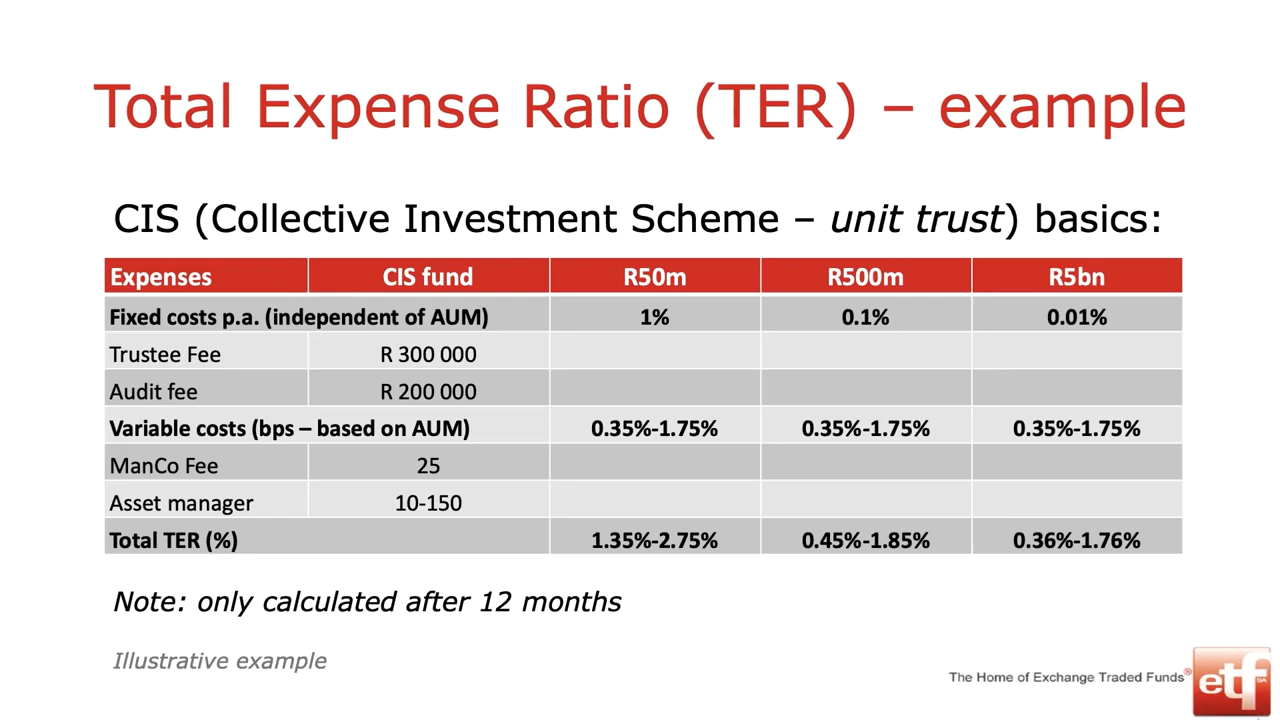 Total Expense Ratio (TER) – example
CIS (Collective Investment Scheme – unit trust) basics:
Expenses CIS fund R50m R500m R5bn
Fixed costs p.a. (independent of AUM) 1% 0.1% 0.01%
Trustee Fee R 300 000
Audit fee R 200 000
Variable costs (bps – based on AUM) 0.35%-1.75% 0.35%-1.75% 0.35%-1.75%
ManCo Fee 25
Asset manager 10-150
Total TER (%) 1.35%-2.75% 0.45%-1.85% 0.36%-1.76%
Note: only calculated after 12 months
Illustrative example
The Home of Exchange Traded Funds®
etf SA